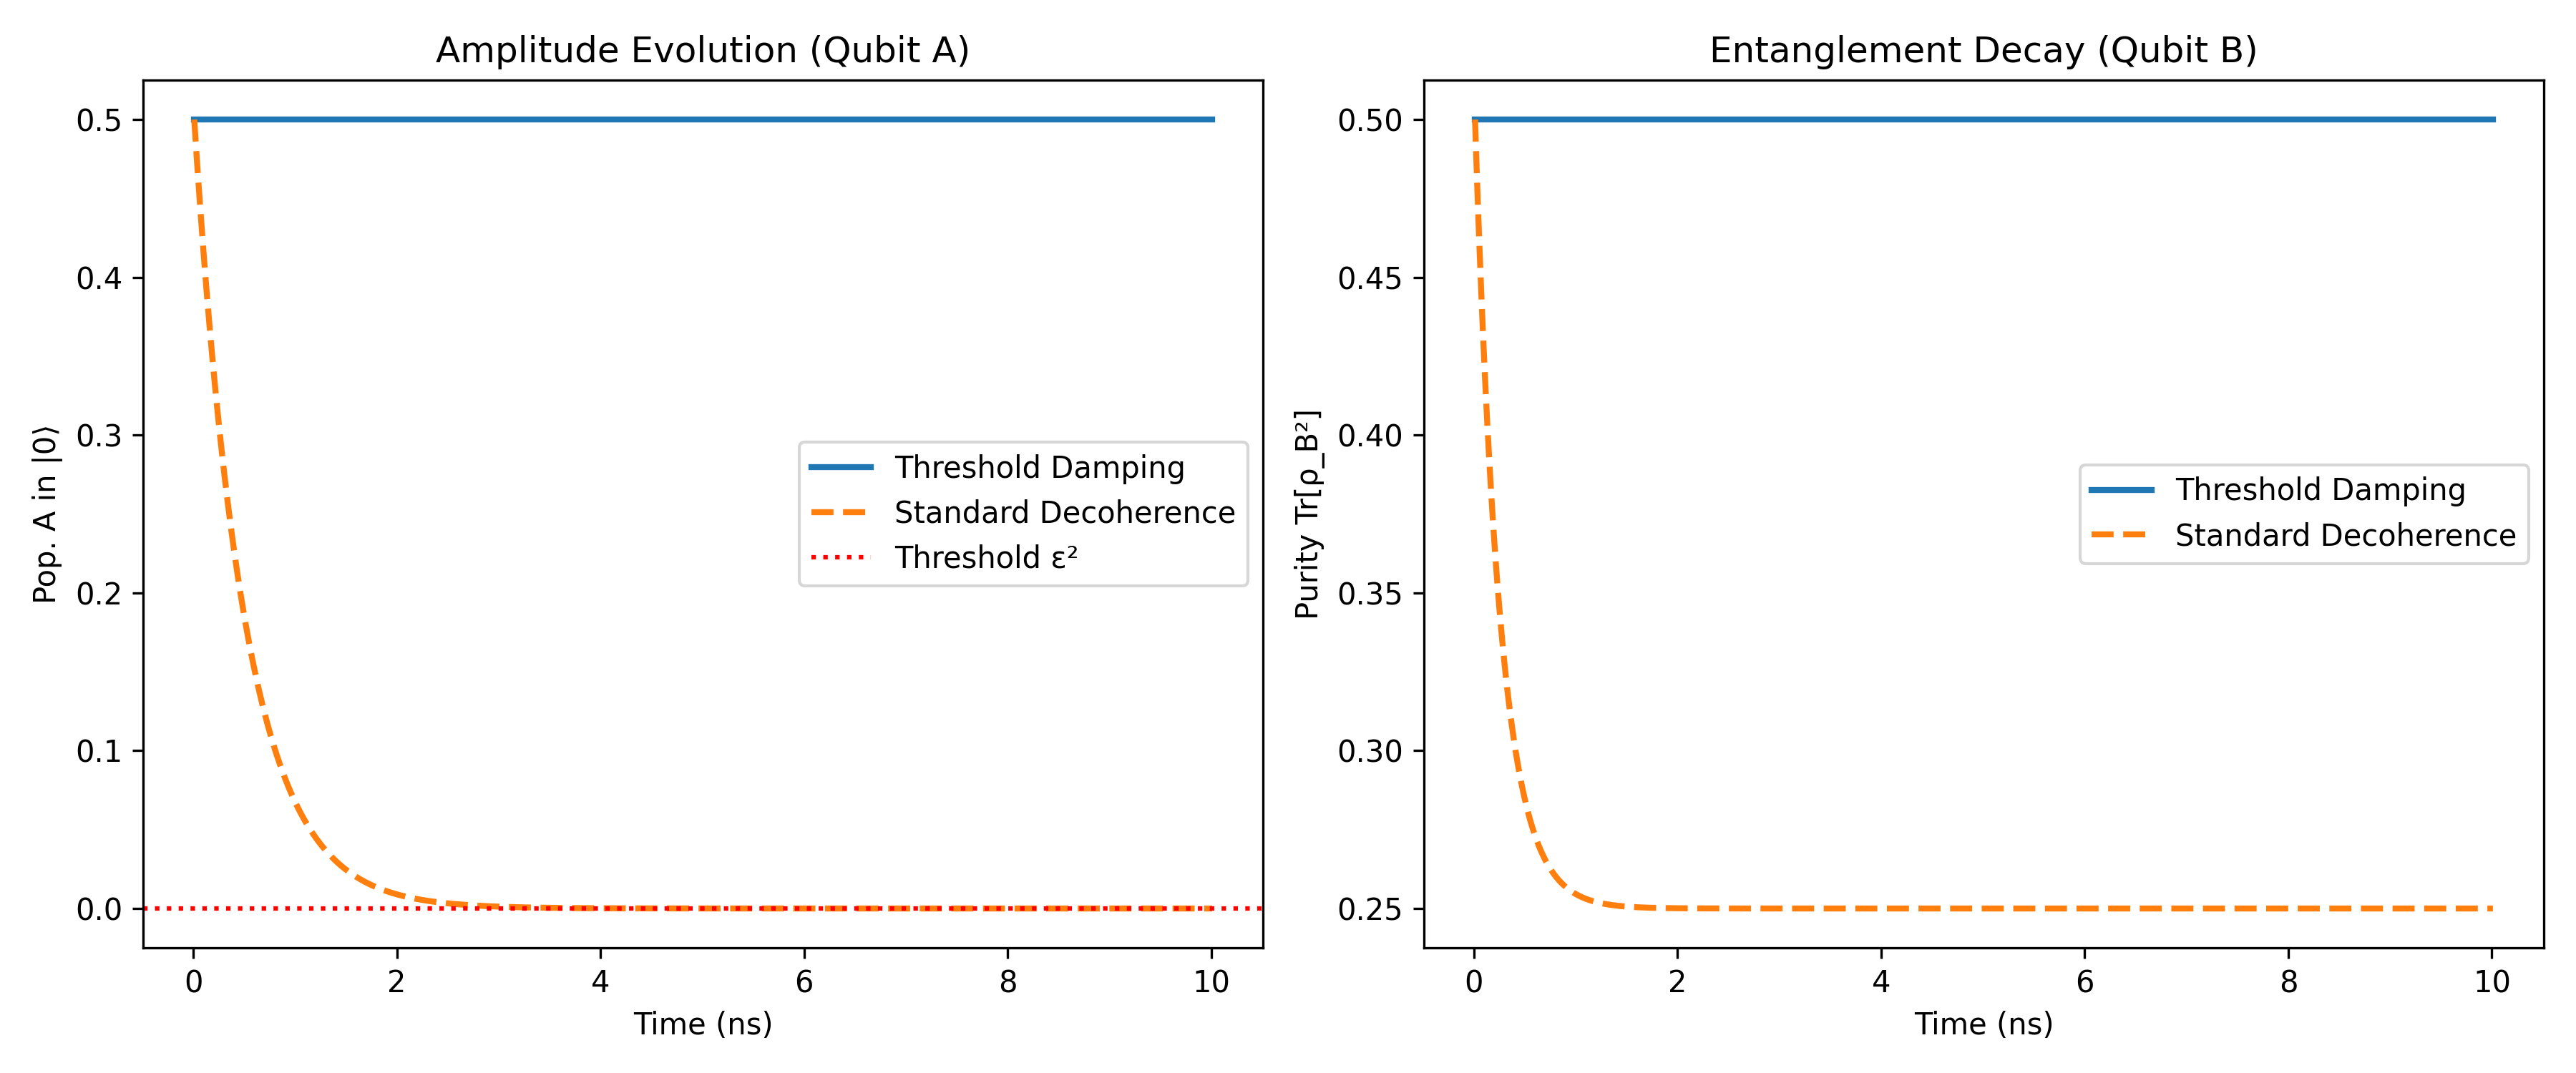 Amplitude Evolution (Qubit A)
Pop. A in |0⟩
0.5
0.4
0.3
0.2
0.1
0.0
Threshold Damping
Standard Decoherence
Threshold ε²
0 2 4 6 8 10
Time (ns)
Entanglement Decay (Qubit B)
Purity Tr[ρ_B²]
0.50
0.45
0.40
0.35
0.30
0.25
Threshold Damping
Standard Decoherence
0 2 4 6 8 10
Time (ns)